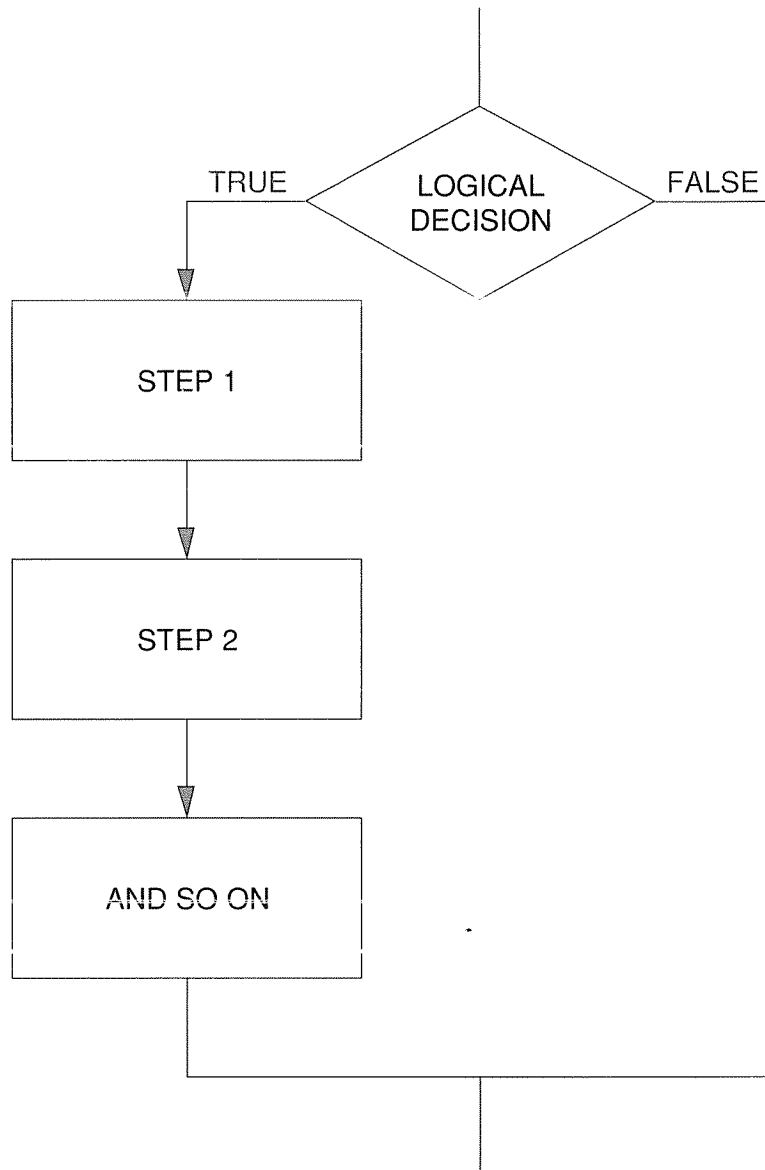 TRUE
LOGICAL
DECISION
FALSE
STEP 1
STEP 2
AND SO ON